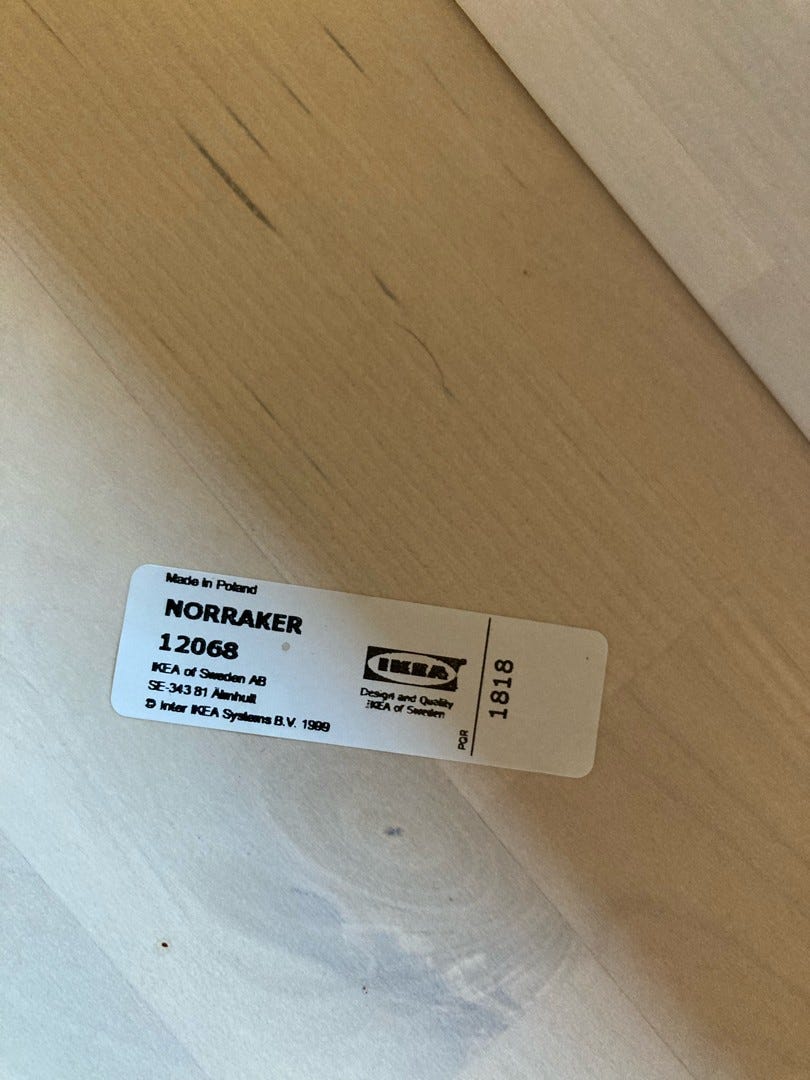 Made in Poland
NORRAKER
12068
IKEA of Sweden AB
SE-343 81 Älmhult
© Inter IKEA Systems B.V. 1999
IKEA®
Design and Quality
IKEA of Sweden
PQR
1818